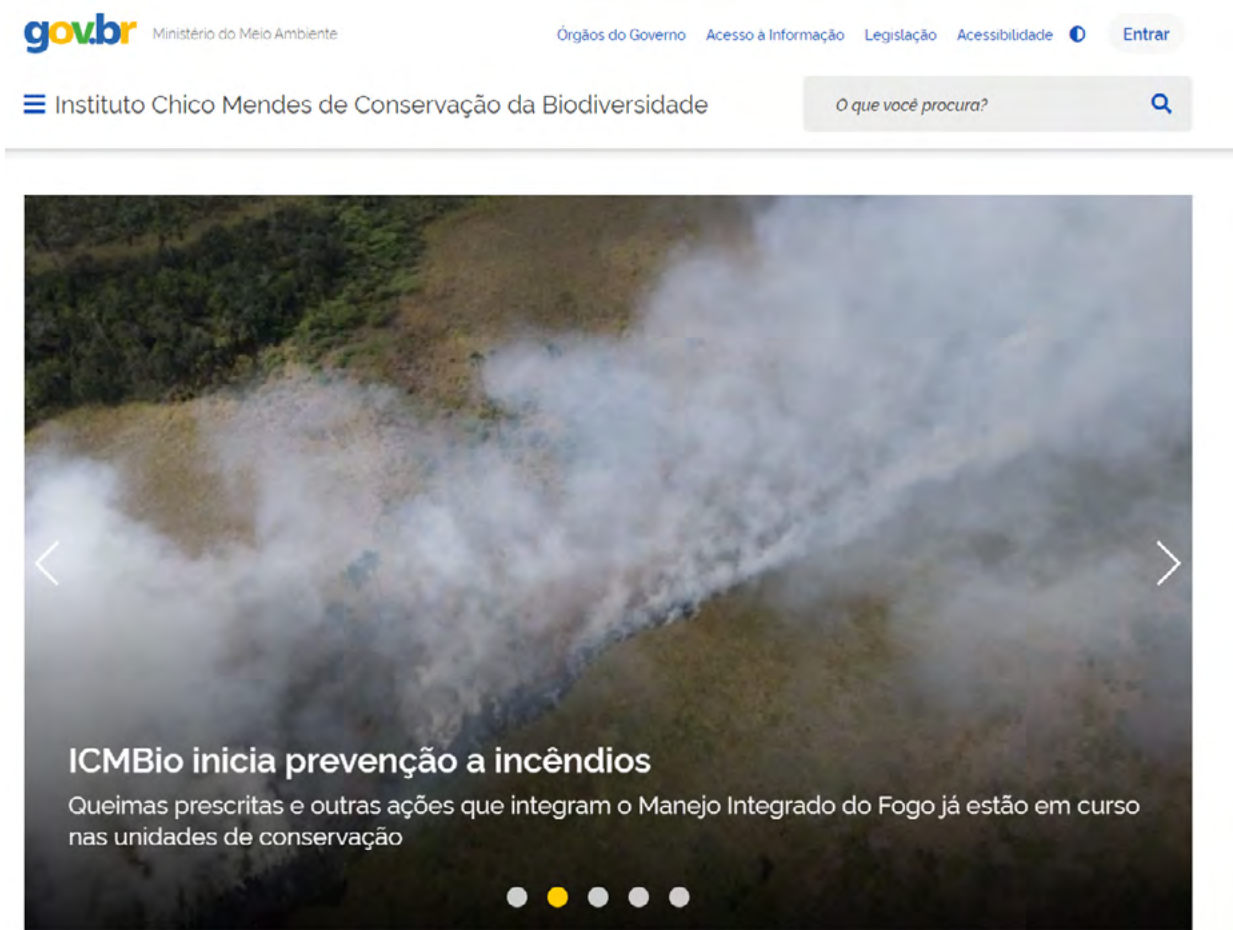 gov.br Ministério do Meio Ambiente Órgãos do Governo Acesso à Informação Legislação Acessibilidade Entrar
Instituto Chico Mendes de Conservação da Biodiversidade O que você procura?
ICMBio inicia prevenção a incêndios
Queimas prescritas e outras ações que integram o Manejo Integrado do Fogo já estão em curso
nas unidades de conservação